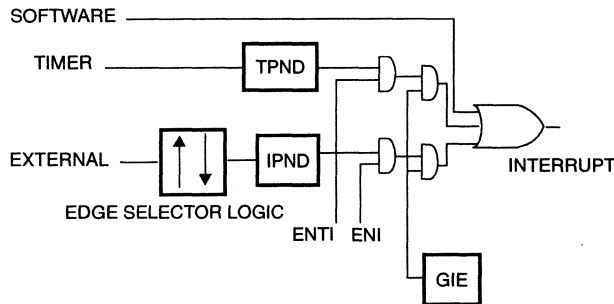 SOFTWARE
TIMER
TPND
EXTERNAL
IPND
INTERRUPT
EDGE SELECTOR LOGIC
ENTI
ENI
GIE